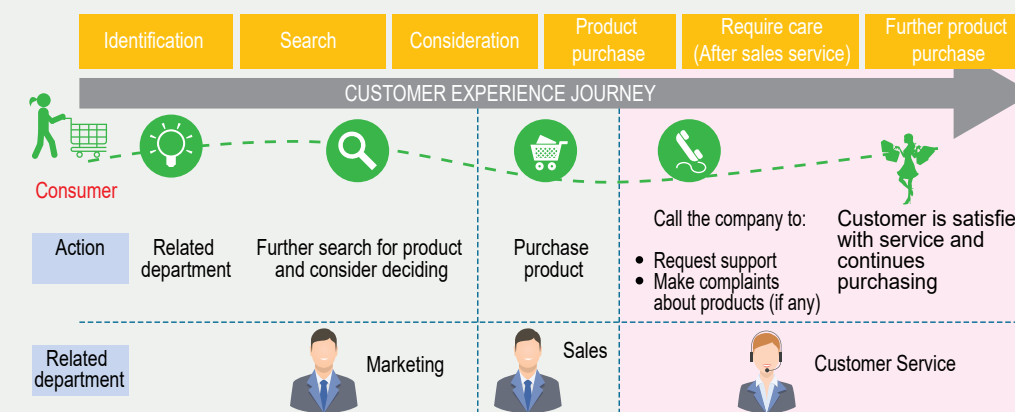 Identification
Search
Consideration
Product
purchase
Require care
(After sales service)
Further product
purchase
CUSTOMER EXPERIENCE JOURNEY
Consumer
Action
Related
department
Further search for product
and consider deciding
Purchase
product
Call the company to:
• Request support
• Make complaints
about products (if any)
Customer is satisfie
with service and
continues
purchasing
Related
department
Marketing
Sales
Customer Service